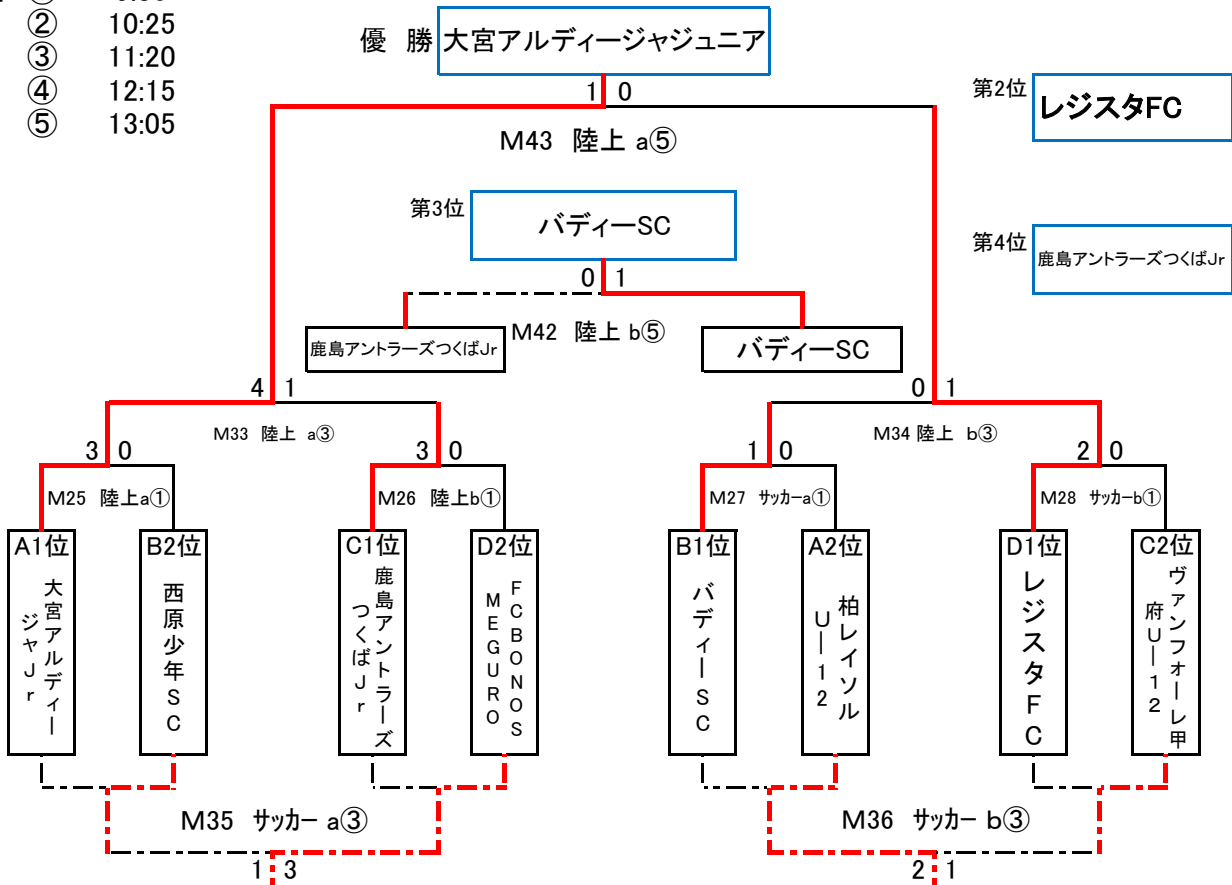 ② 10:25
③ 11:20
④ 12:15
⑤ 13:05
優 勝 大宮アルディージャジュニア
1 0
M43 陸上 a⑤
第2位 レジスタFC
第3位 バディーSC
0 1
第4位 鹿島アントラーズつくばJr
M42 陸上 b⑤
鹿島アントラーズつくばJr
バディーSC
4 1
M33 陸上 a③
0 1
M34 陸上 b③
3 0
M25 陸上a①
3 0
M26 陸上b①
1 0
M27 サッカーa①
2 0
M28 サッカーb①
A1位
大宮アルディー
ジャJr
B2位
西原少年SC
C1位
鹿島アントラーズ
つくばJr
D2位
FCBONOS
MEGURO
B1位
バディーSC
A2位
柏レイソル
U―12
D1位
レジスタFC
C2位
ヴァンフォーレ甲
府U―12
M35 サッカー a③
1 3
M36 サッカー b③
2 1